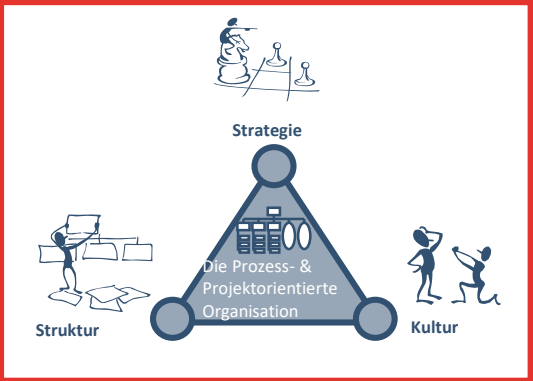 Strategie
Die Prozess- &
Projektorientierte
Organisation
Struktur
Kultur